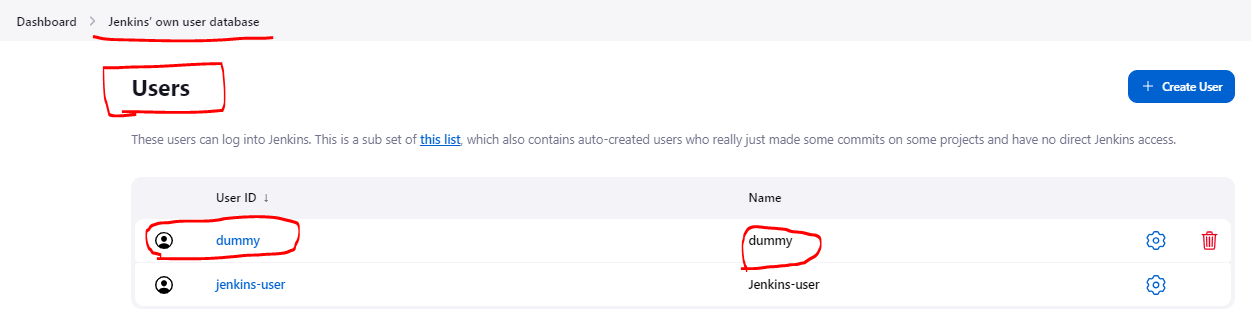 Dashboard > Jenkins' own user database
Users
+ Create User
These users can log into Jenkins. This is a sub set of this list, which also contains auto-created users who really just made some commits on some projects and have no direct Jenkins access.
User ID ↓ Name
dummy dummy
jenkins-user Jenkins-user